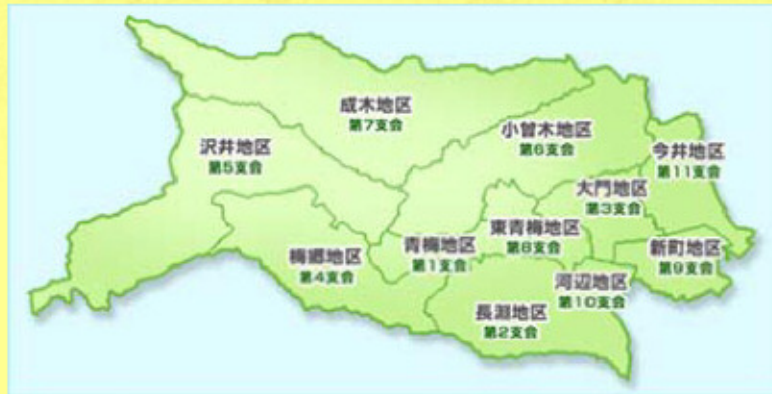 成木地区
第7支会
小曽木地区
第6支会
沢井地区
第5支会
今井地区
第11支会
大門地区
第3支会
東青梅地区
第8支会
青梅地区
第1支会
梅郷地区
第4支会
新町地区
第9支会
河辺地区
第10支会
長淵地区
第2支会